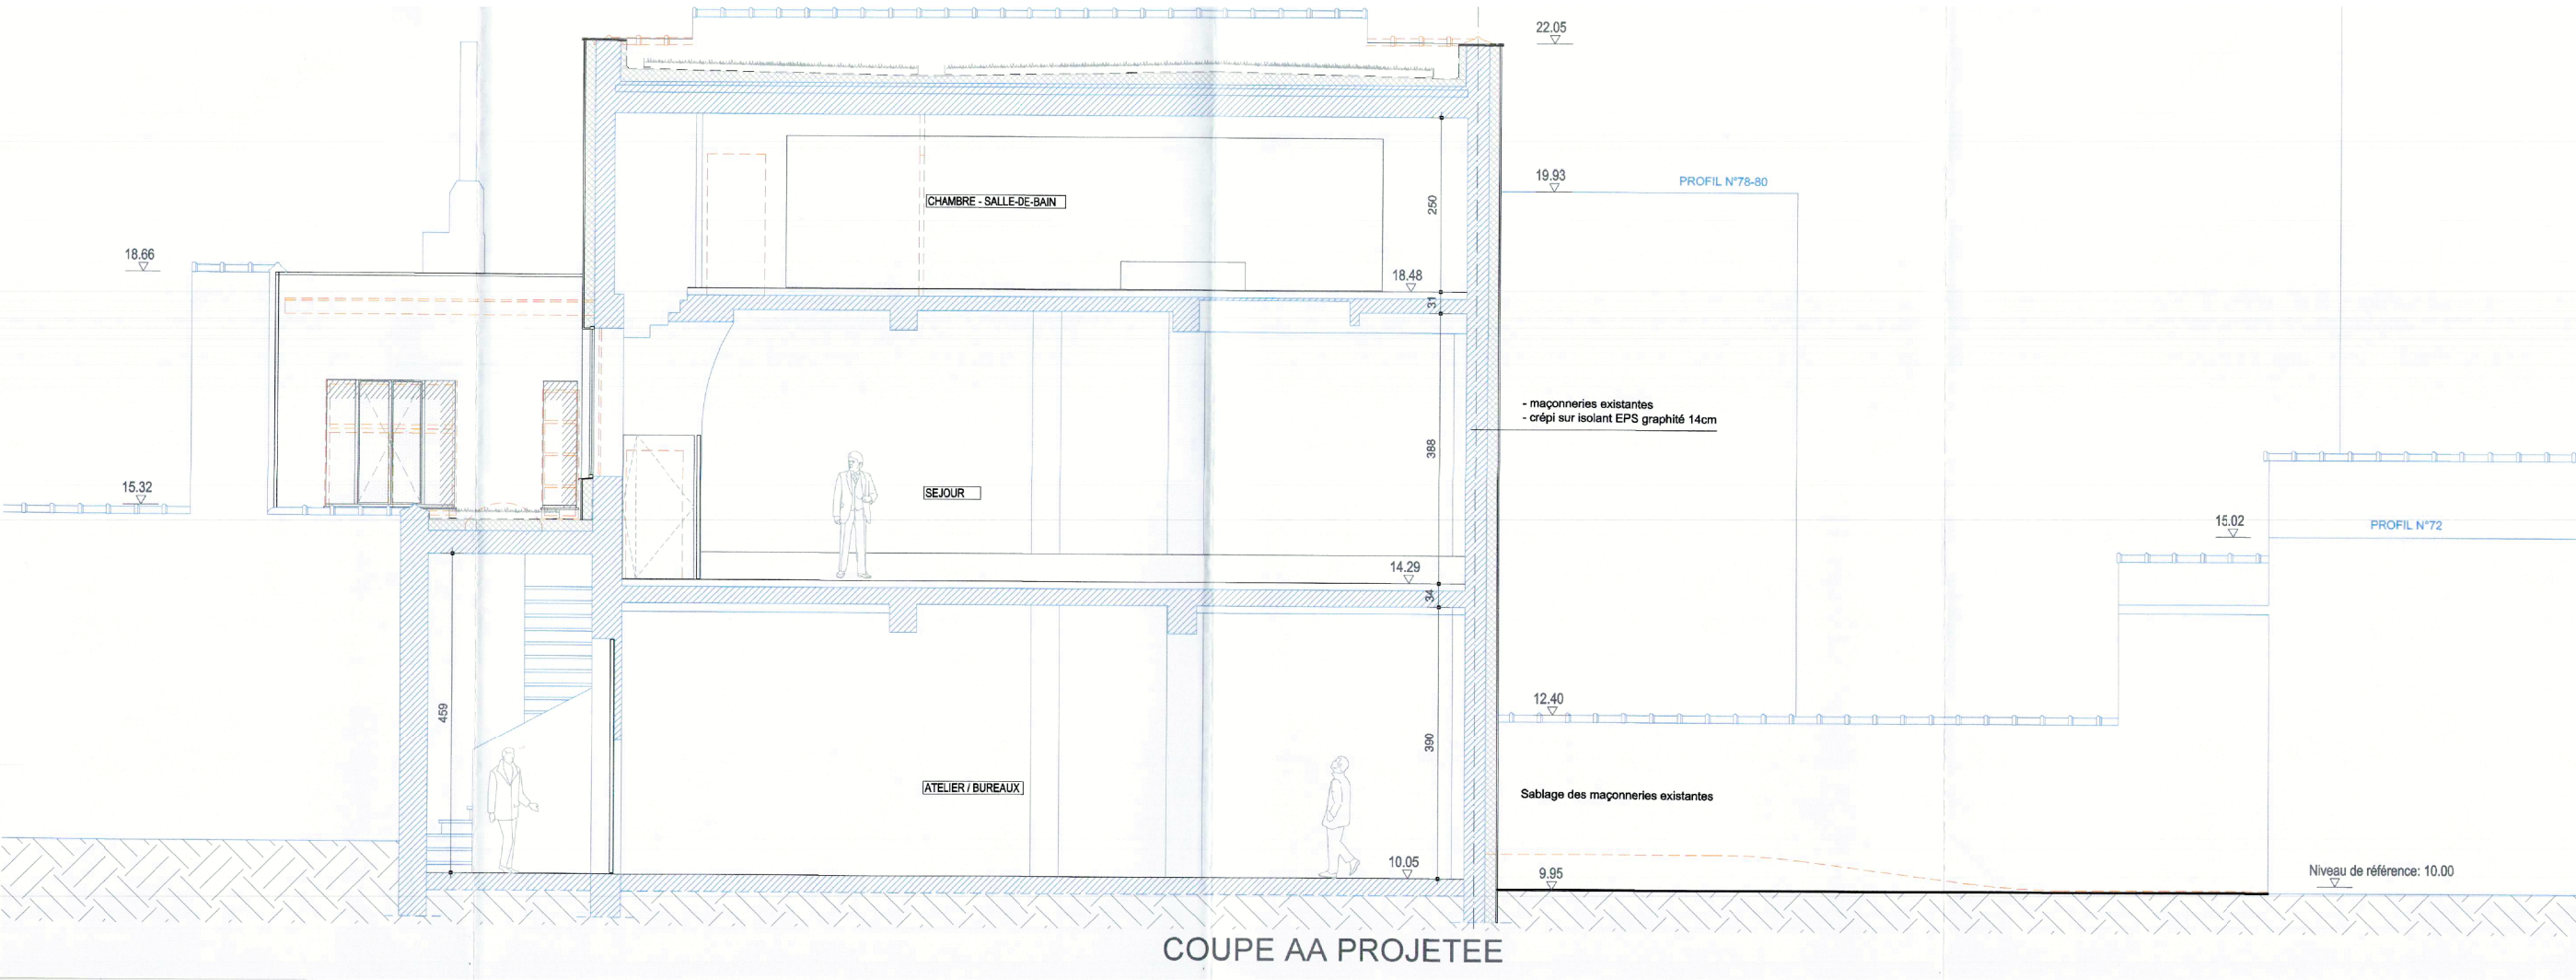 22.05
19.93
PROFIL N°78-80
CHAMBRE - SALLE-DE-BAIN
250
18.66
18.48
31
- maçonneries existantes
- crépi sur isolant EPS graphité 14cm
388
15.32
SEJOUR
15.02
PROFIL N°72
14.29
34
12.40
459
390
ATELIER / BUREAUX
Sablage des maçonneries existantes
10.05
9.95
Niveau de référence: 10.00
COUPE AA PROJETEE